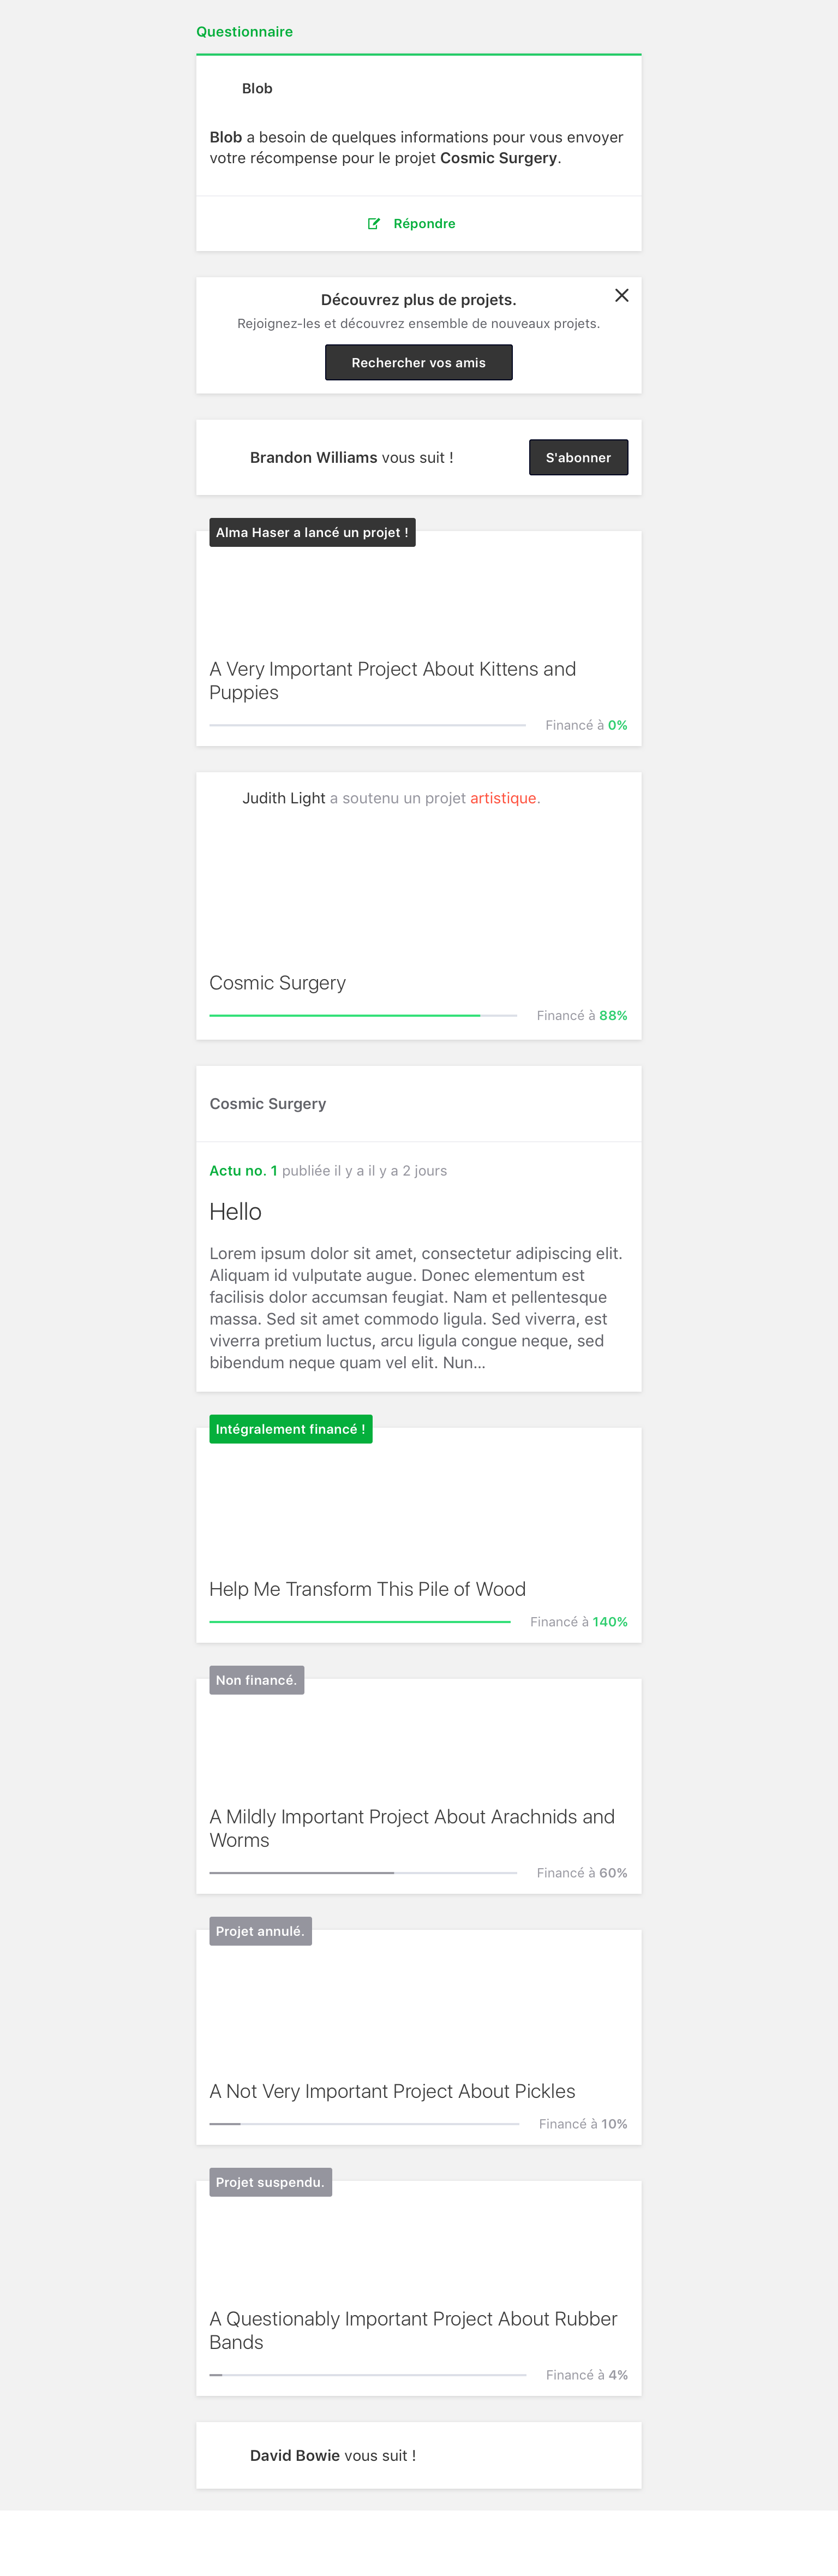 Questionnaire
Blob
Blob a besoin de quelques informations pour vous envoyer
votre récompense pour le projet Cosmic Surgery.
Répondre
Découvrez plus de projets.
Rejoignez-les et découvrez ensemble de nouveaux projets.
Rechercher vos amis
Brandon Williams vous suit !
S'abonner
Alma Haser a lancé un projet !
A Very Important Project About Kittens and
Puppies
Financé à 0%
Judith Light a soutenu un projet artistique.
Cosmic Surgery
Financé à 88%
Cosmic Surgery
Actu no. 1 publiée il y a il y a 2 jours
Hello
Lorem ipsum dolor sit amet, consectetur adipiscing elit.
Aliquam id vulputate augue. Donec elementum est
facilisis dolor accumsan feugiat. Nam et pellentesque
massa. Sed sit amet commodo ligula. Sed viverra, est
viverra pretium luctus, arcu ligula congue neque, sed
bibendum neque quam vel elit. Nun...
Intégralement financé !
Help Me Transform This Pile of Wood
Financé à 140%
Non financé.
A Mildly Important Project About Arachnids and
Worms
Financé à 60%
Projet annulé.
A Not Very Important Project About Pickles
Financé à 10%
Projet suspendu.
A Questionably Important Project About Rubber
Bands
Financé à 4%
David Bowie vous suit !